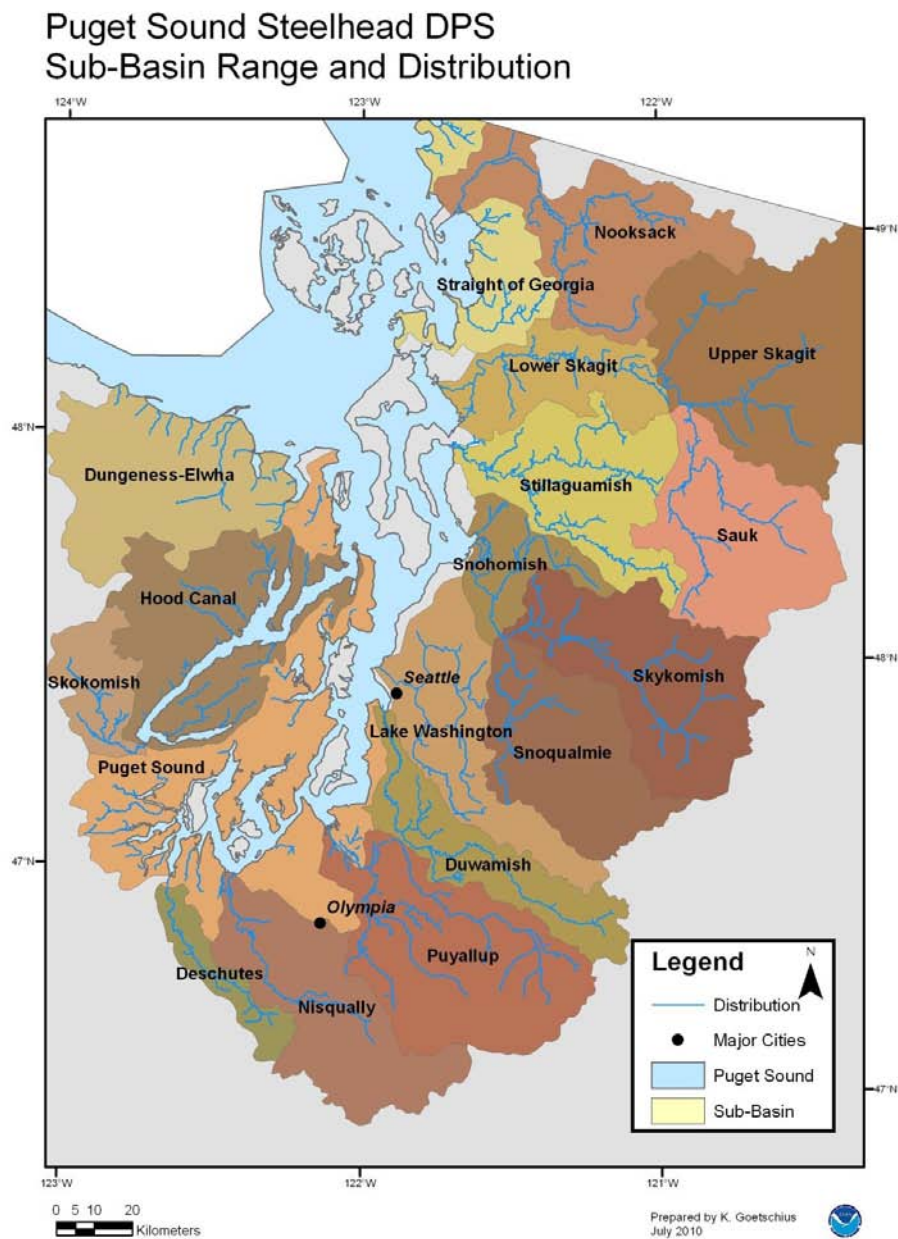 Puget Sound Steelhead DPS
Sub-Basin Range and Distribution
124°W
123°W
122°W
Nooksack
49°N
Straight of Georgia
Upper Skagit
Lower Skagit
48°N
Dungeness-Elwha
Stillaguamish
Sauk
Snohomish
Hood Canal
48°N
Skokomish
Seattle
Skykomish
Lake Washington
Snoqualmie
Puget Sound
47°N
Duwamish
Olympia
Puyallup
Deschutes
Nisqually
Legend
N
Distribution
Major Cities
Puget Sound
Sub-Basin
47°N
123°W
122°W
121°W
0 5 10 20
Kilometers
Prepared by K. Goetschius
July 2010